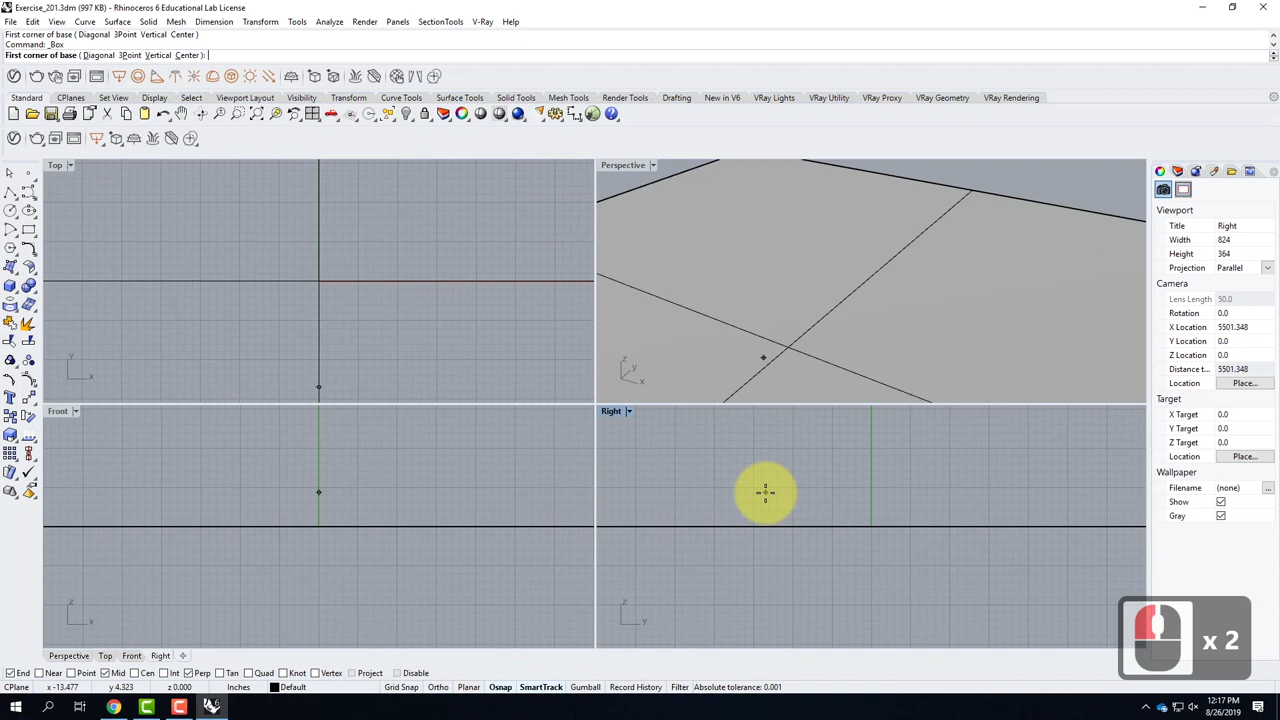 Exercise_201.3dm (997 KB) - Rhinoceros 6 Educational Lab License
File Edit View Curve Surface Solid Mesh Dimension Transform Tools Analyze Render Panels SectionTools V-Ray Help
First corner of base ( Diagonal 3Point Vertical Center )
Command: _Box
First corner of base ( Diagonal 3Point Vertical Center ):
Standard CPlanes Set View Display Select Viewport Layout Visibility Transform Curve Tools Surface Tools Solid Tools Mesh Tools Render Tools Drafting New in V6 VRay Lights VRay Utilities VRay Proxy VRay Geometry VRay Rendering
Top
Perspective
Viewport
Title Right
Width 824
Height 364
Projection Parallel
Camera
Lens Length 50.0
Rotation 0.0
X Location 5501.348
Y Location 0.0
Z Location 0.0
Distance t... 5501.348
Location Place...
Target
X Target 0.0
Y Target 0.0
Z Target 0.0
Location Place...
Wallpaper
Filename (none) ...
Show
Gray
y
x
z
y
x
Front
Right
z
x
z
y
x 2
Perspective Top Front Right
End Near Point Mid Cen Int Perp Tan Quad Knot Vertex Project Disable
CPlane x -13.477 y 4.323 z 0.000 Inches Default Grid Snap Ortho Planar Osnap SmartTrack Gumball Record History Filter Absolute tolerance: 0.001
12:17 PM
8/26/2019